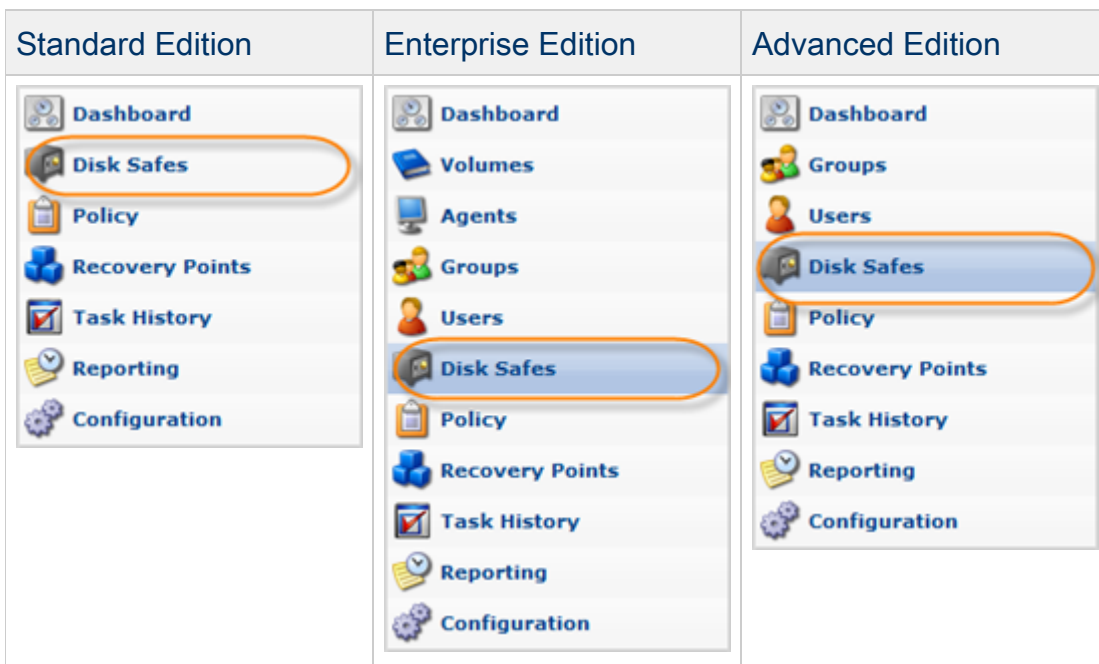 Standard Edition
Dashboard
Disk Safes
Policy
Recovery Points
Task History
Reporting
Configuration
Enterprise Edition
Dashboard
Volumes
Agents
Groups
Users
Disk Safes
Policy
Recovery Points
Task History
Reporting
Configuration
Advanced Edition
Dashboard
Groups
Users
Disk Safes
Policy
Recovery Points
Task History
Reporting
Configuration